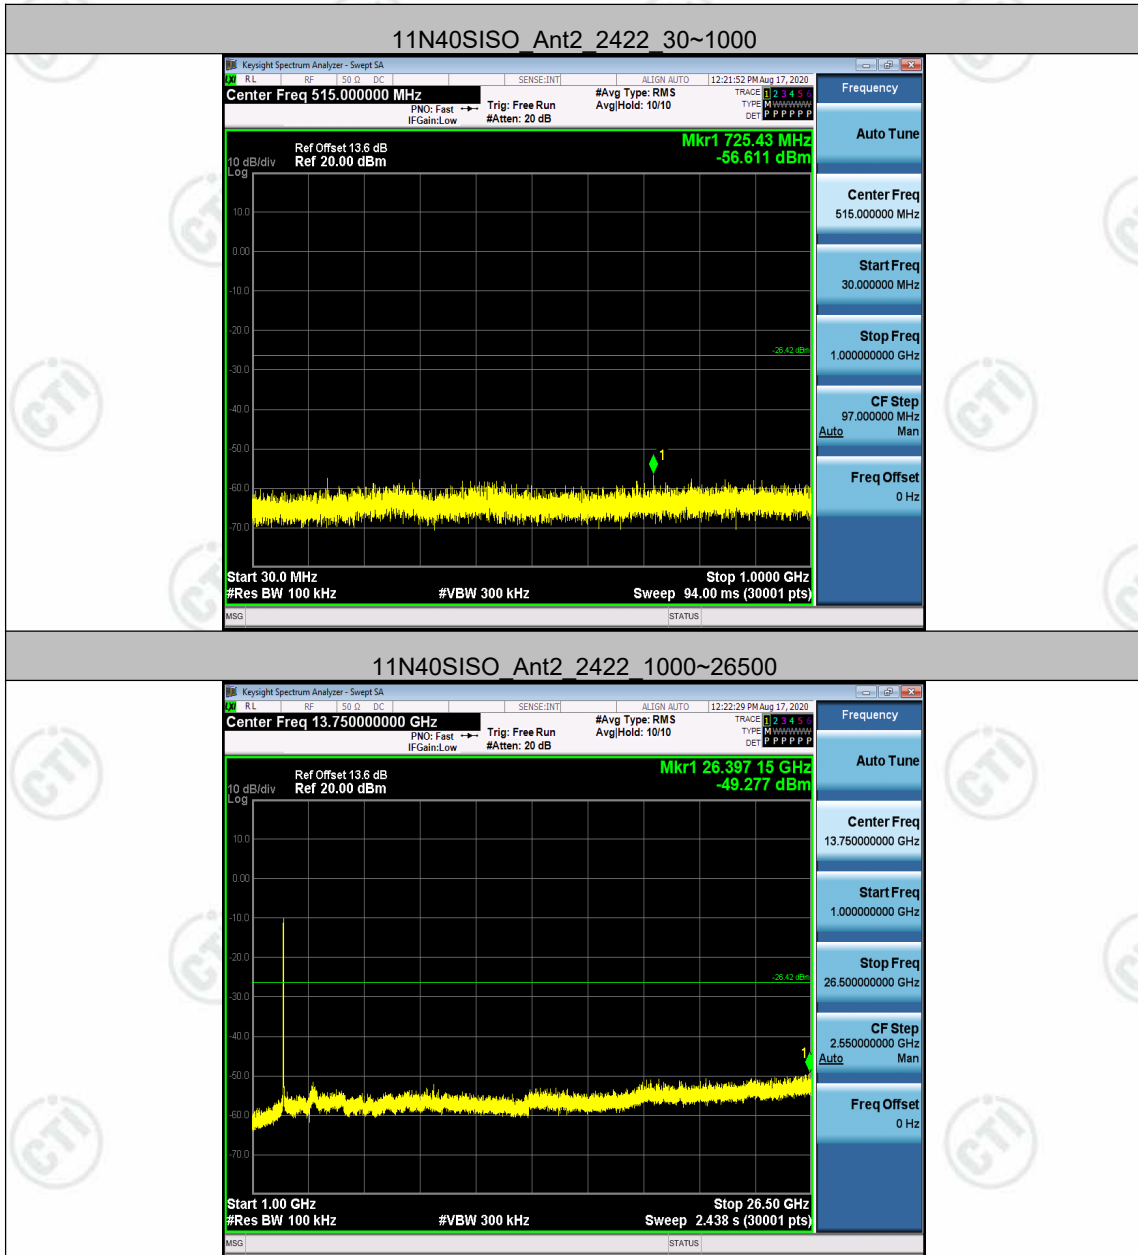 11N40SISO_Ant2_2422_30~1000
Keysight Spectrum Analyzer - Swept SA
LXI RL RF 50 Ω DC SENSE:INT ALIGN AUTO 12:21:52 PM Aug 17, 2020
Center Freq 515.000000 MHz
#Avg Type: RMS
TRACE 1 2 3 4 5 6
PNO: Fast
Trig: Free Run
Avg|Hold: 10/10
TYPE M WWWWW
IFGain:Low
#Atten: 20 dB
DET P P P P P P
Frequency
Auto Tune
Mkr1 725.43 MHz
-56.611 dBm
Ref Offset 13.6 dB
10 dB/div Ref 20.00 dBm
Log
10.0
0.00
-10.0
-20.0
-26.42 dBm
-30.0
-40.0
-50.0
1
-60.0
-70.0
Center Freq
515.000000 MHz
Start Freq
30.000000 MHz
Stop Freq
1.000000000 GHz
CF Step
97.000000 MHz
Auto Man
Freq Offset
0 Hz
Start 30.0 MHz Stop 1.0000 GHz
#Res BW 100 kHz #VBW 300 kHz Sweep 94.00 ms (30001 pts)
MSG STATUS
11N40SISO_Ant2_2422_1000~26500
Keysight Spectrum Analyzer - Swept SA
LXI RL RF 50 Ω DC SENSE:INT ALIGN AUTO 12:22:29 PM Aug 17, 2020
Center Freq 13.750000000 GHz
#Avg Type: RMS
TRACE 1 2 3 4 5 6
PNO: Fast
Trig: Free Run
Avg|Hold: 10/10
TYPE M WWWWW
IFGain:Low
#Atten: 20 dB
DET P P P P P P
Frequency
Auto Tune
Mkr1 26.397 15 GHz
-49.277 dBm
Ref Offset 13.6 dB
10 dB/div Ref 20.00 dBm
Log
10.0
0.00
-10.0
-20.0
-26.42 dBm
-30.0
-40.0
1
-50.0
-60.0
-70.0
Center Freq
13.750000000 GHz
Start Freq
1.000000000 GHz
Stop Freq
26.500000000 GHz
CF Step
2.550000000 GHz
Auto Man
Freq Offset
0 Hz
Start 1.00 GHz Stop 26.50 GHz
#Res BW 100 kHz #VBW 300 kHz Sweep 2.438 s (30001 pts)
MSG STATUS
CTI
CTI
CTI
CTI
CTI
CTI